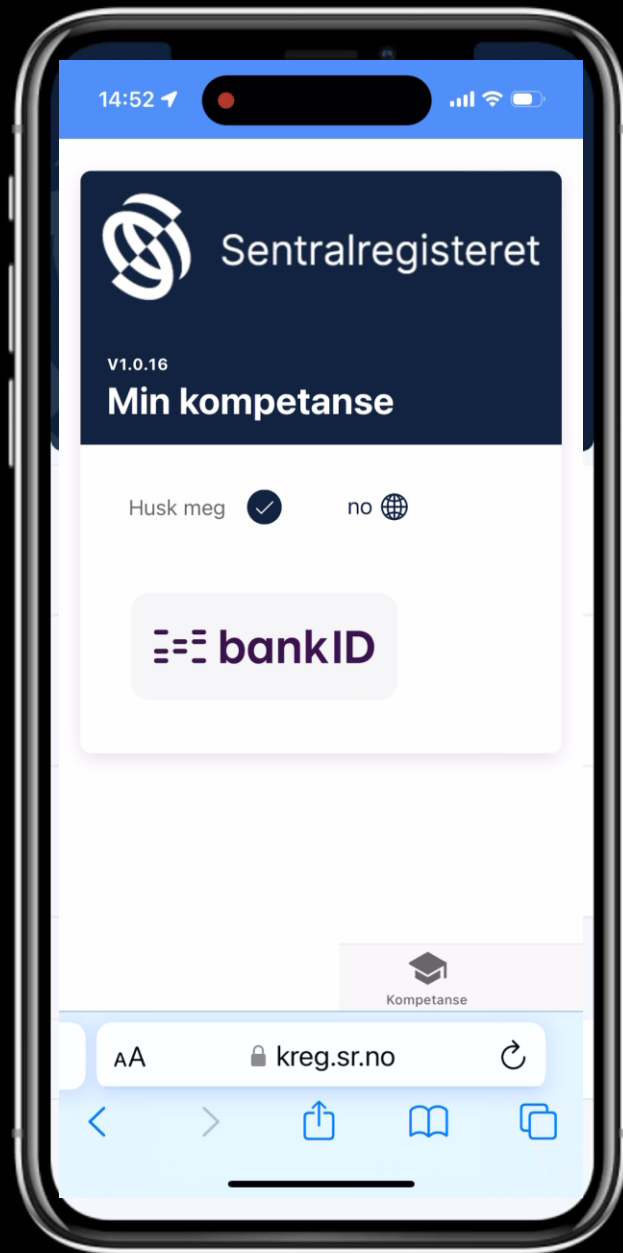 14:52
Sentralregisteret
V1.0.16
Min kompetanse
Husk meg
no
bankID
Kompetanse
AA
kreg.sr.no